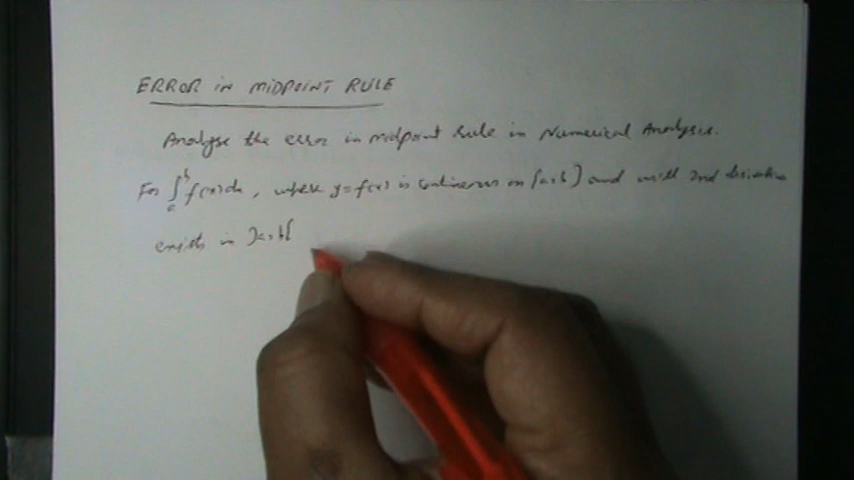 ERROR IN MIDPOINT RULE
Analyse the error in midpoint rule in Numerical Analysis.
For ∫ₐᵇ f(x)dx, where y=f(x) is continuous on [a,b] and until 2nd derivative
exists in ]a,b[